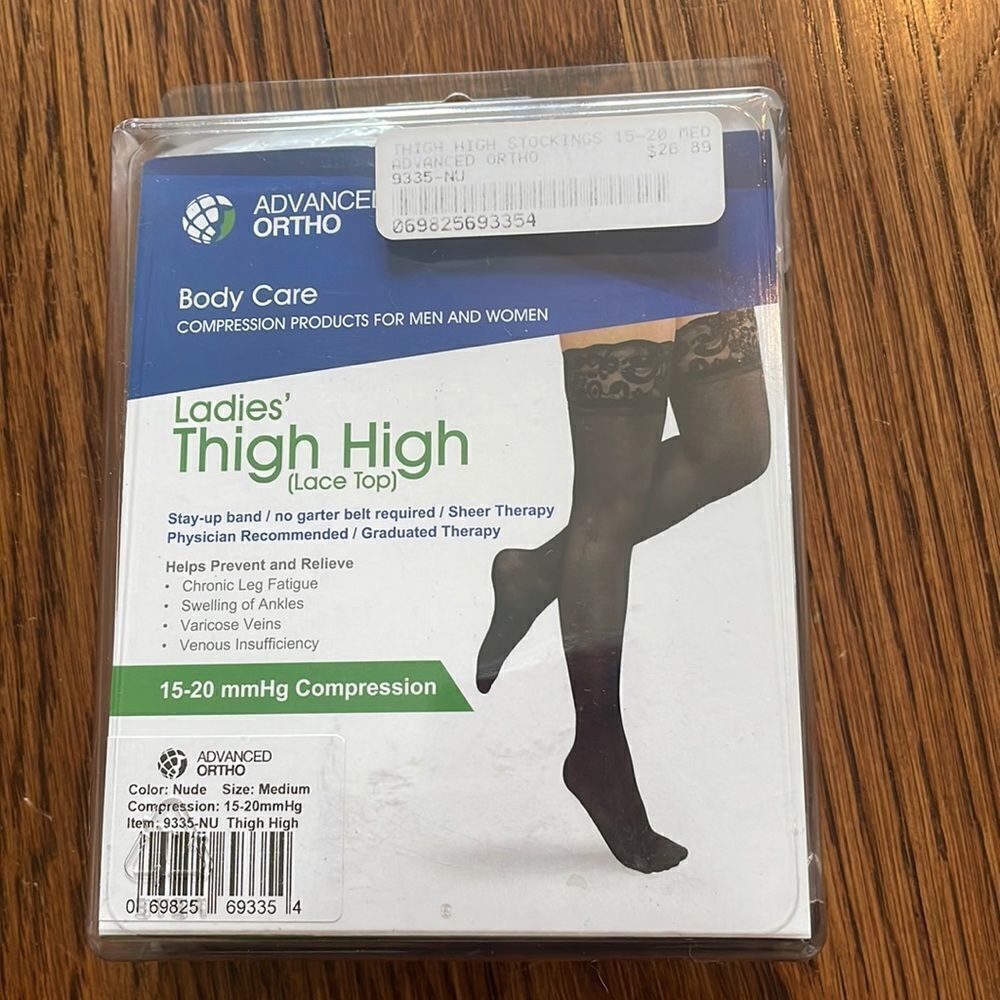 THIGH HIGH STOCKINGS 15-20 MED
ADVANCED ORTHO $26 89
9335-NU
069825693354
ADVANCE
ORTHO
Body Care
COMPRESSION PRODUCTS FOR MEN AND WOMEN
Ladies'
Thigh High
(Lace Top)
Stay-up band / no garter belt required / Sheer Therapy
Physician Recommended / Graduated Therapy
Helps Prevent and Relieve
• Chronic Leg Fatigue
• Swelling of Ankles
• Varicose Veins
• Venous Insufficiency
15-20 mmHg Compression
ADVANCED
ORTHO
Color: Nude Size: Medium
Compression: 15-20mmHg
Item: 9335-NU Thigh High
0 69825 69335 4